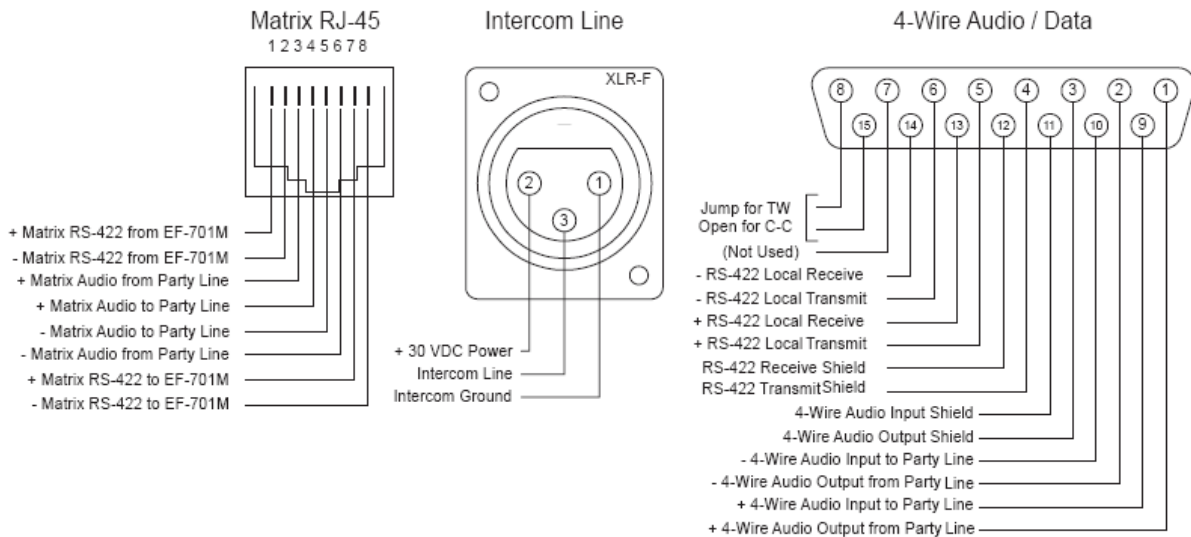 Matrix RJ-45
1 2 3 4 5 6 7 8
+ Matrix RS-422 from EF-701M
- Matrix RS-422 from EF-701M
+ Matrix Audio from Party Line
+ Matrix Audio to Party Line
- Matrix Audio to Party Line
- Matrix Audio from Party Line
+ Matrix RS-422 to EF-701M
- Matrix RS-422 to EF-701M
Intercom Line
XLR-F
2 1
3
+ 30 VDC Power
Intercom Line
Intercom Ground
4-Wire Audio / Data
8 7 6 5 4 3 2 1
15 14 13 12 11 10 9
Jump for TW
Open for C-C
(Not Used)
- RS-422 Local Receive
- RS-422 Local Transmit
+ RS-422 Local Receive
+ RS-422 Local Transmit
RS-422 Receive Shield
RS-422 Transmit Shield
4-Wire Audio Input Shield
4-Wire Audio Output Shield
- 4-Wire Audio Input to Party Line
- 4-Wire Audio Output from Party Line
+ 4-Wire Audio Input to Party Line
+ 4-Wire Audio Output from Party Line